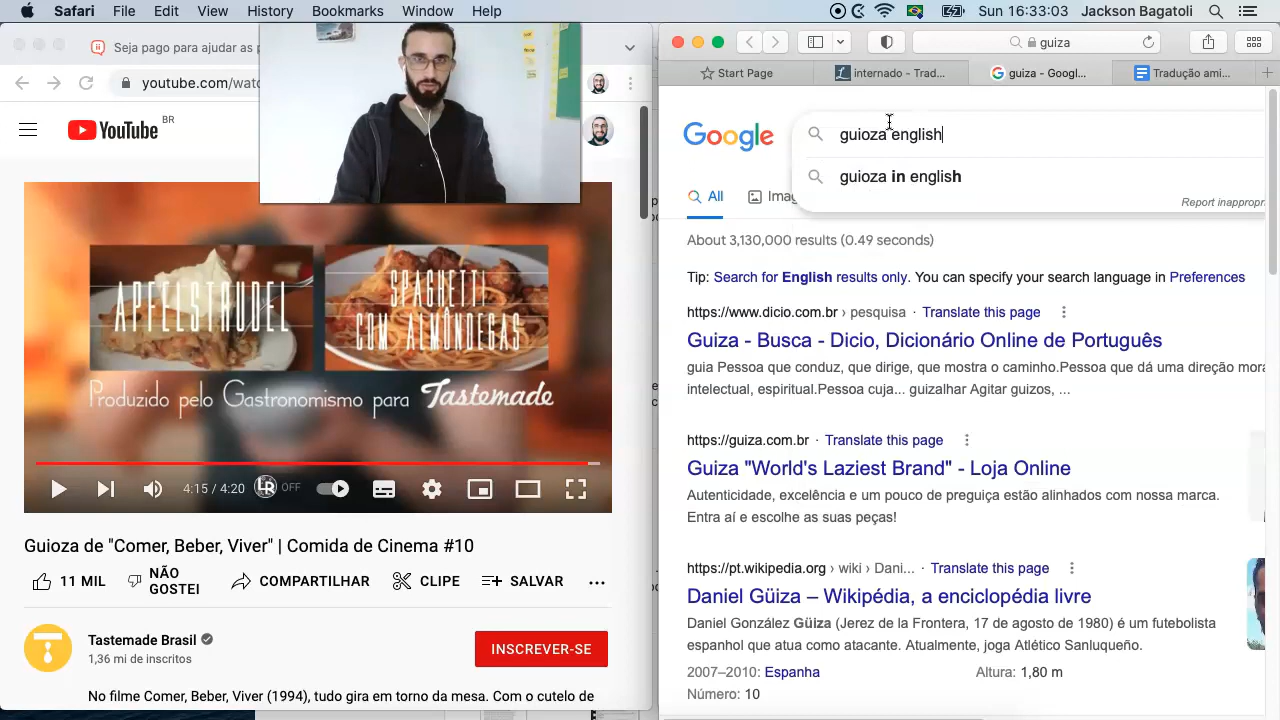 Safari File Edit View History Bookmarks Window Help
Sun 16:33:03 Jackson Bagatoli
Seja pago para ajudar as p
youtube.com/watc
YouTube BR
APFELSTRUDEL
SPAGHETTI
COM ALMÔNDEGAS
Produzido pelo Gastronomismo para Tastemade
4:15 / 4:20
OFF
Guioza de "Comer, Beber, Viver" | Comida de Cinema #10
11 MIL NÃO GOSTEI COMPARTILHAR CLIPE SALVAR
Tastemade Brasil
1,36 mi de inscritos
INSCREVER-SE
No filme Comer, Beber, Viver (1994), tudo gira em torno da mesa. Com o cutelo de
guiza
Start Page internado - Trad... guiza - Googl... Tradução ami...
Google
guioza english
guioza in english
Report inappropr
All Imag
About 3,130,000 results (0.49 seconds)
Tip: Search for English results only. You can specify your search language in Preferences
https://www.dicio.com.br › pesquisa · Translate this page
Guiza - Busca - Dicio, Dicionário Online de Português
guia Pessoa que conduz, que dirige, que mostra o caminho.Pessoa que dá uma direção mora
intelectual, espiritual.Pessoa cuja... guizalhar Agitar guizos, ...
https://guiza.com.br · Translate this page
Guiza "World's Laziest Brand" - Loja Online
Autenticidade, excelência e um pouco de preguiça estão alinhados com nossa marca.
Entra aí e escolhe as suas peças!
https://pt.wikipedia.org › wiki › Dani... · Translate this page
Daniel Güiza – Wikipédia, a enciclopédia livre
Daniel González Güiza (Jerez de la Frontera, 17 de agosto de 1980) é um futebolista
espanhol que atua como atacante. Atualmente, joga Atlético Sanluqueño.
2007–2010: Espanha Altura: 1,80 m
Número: 10